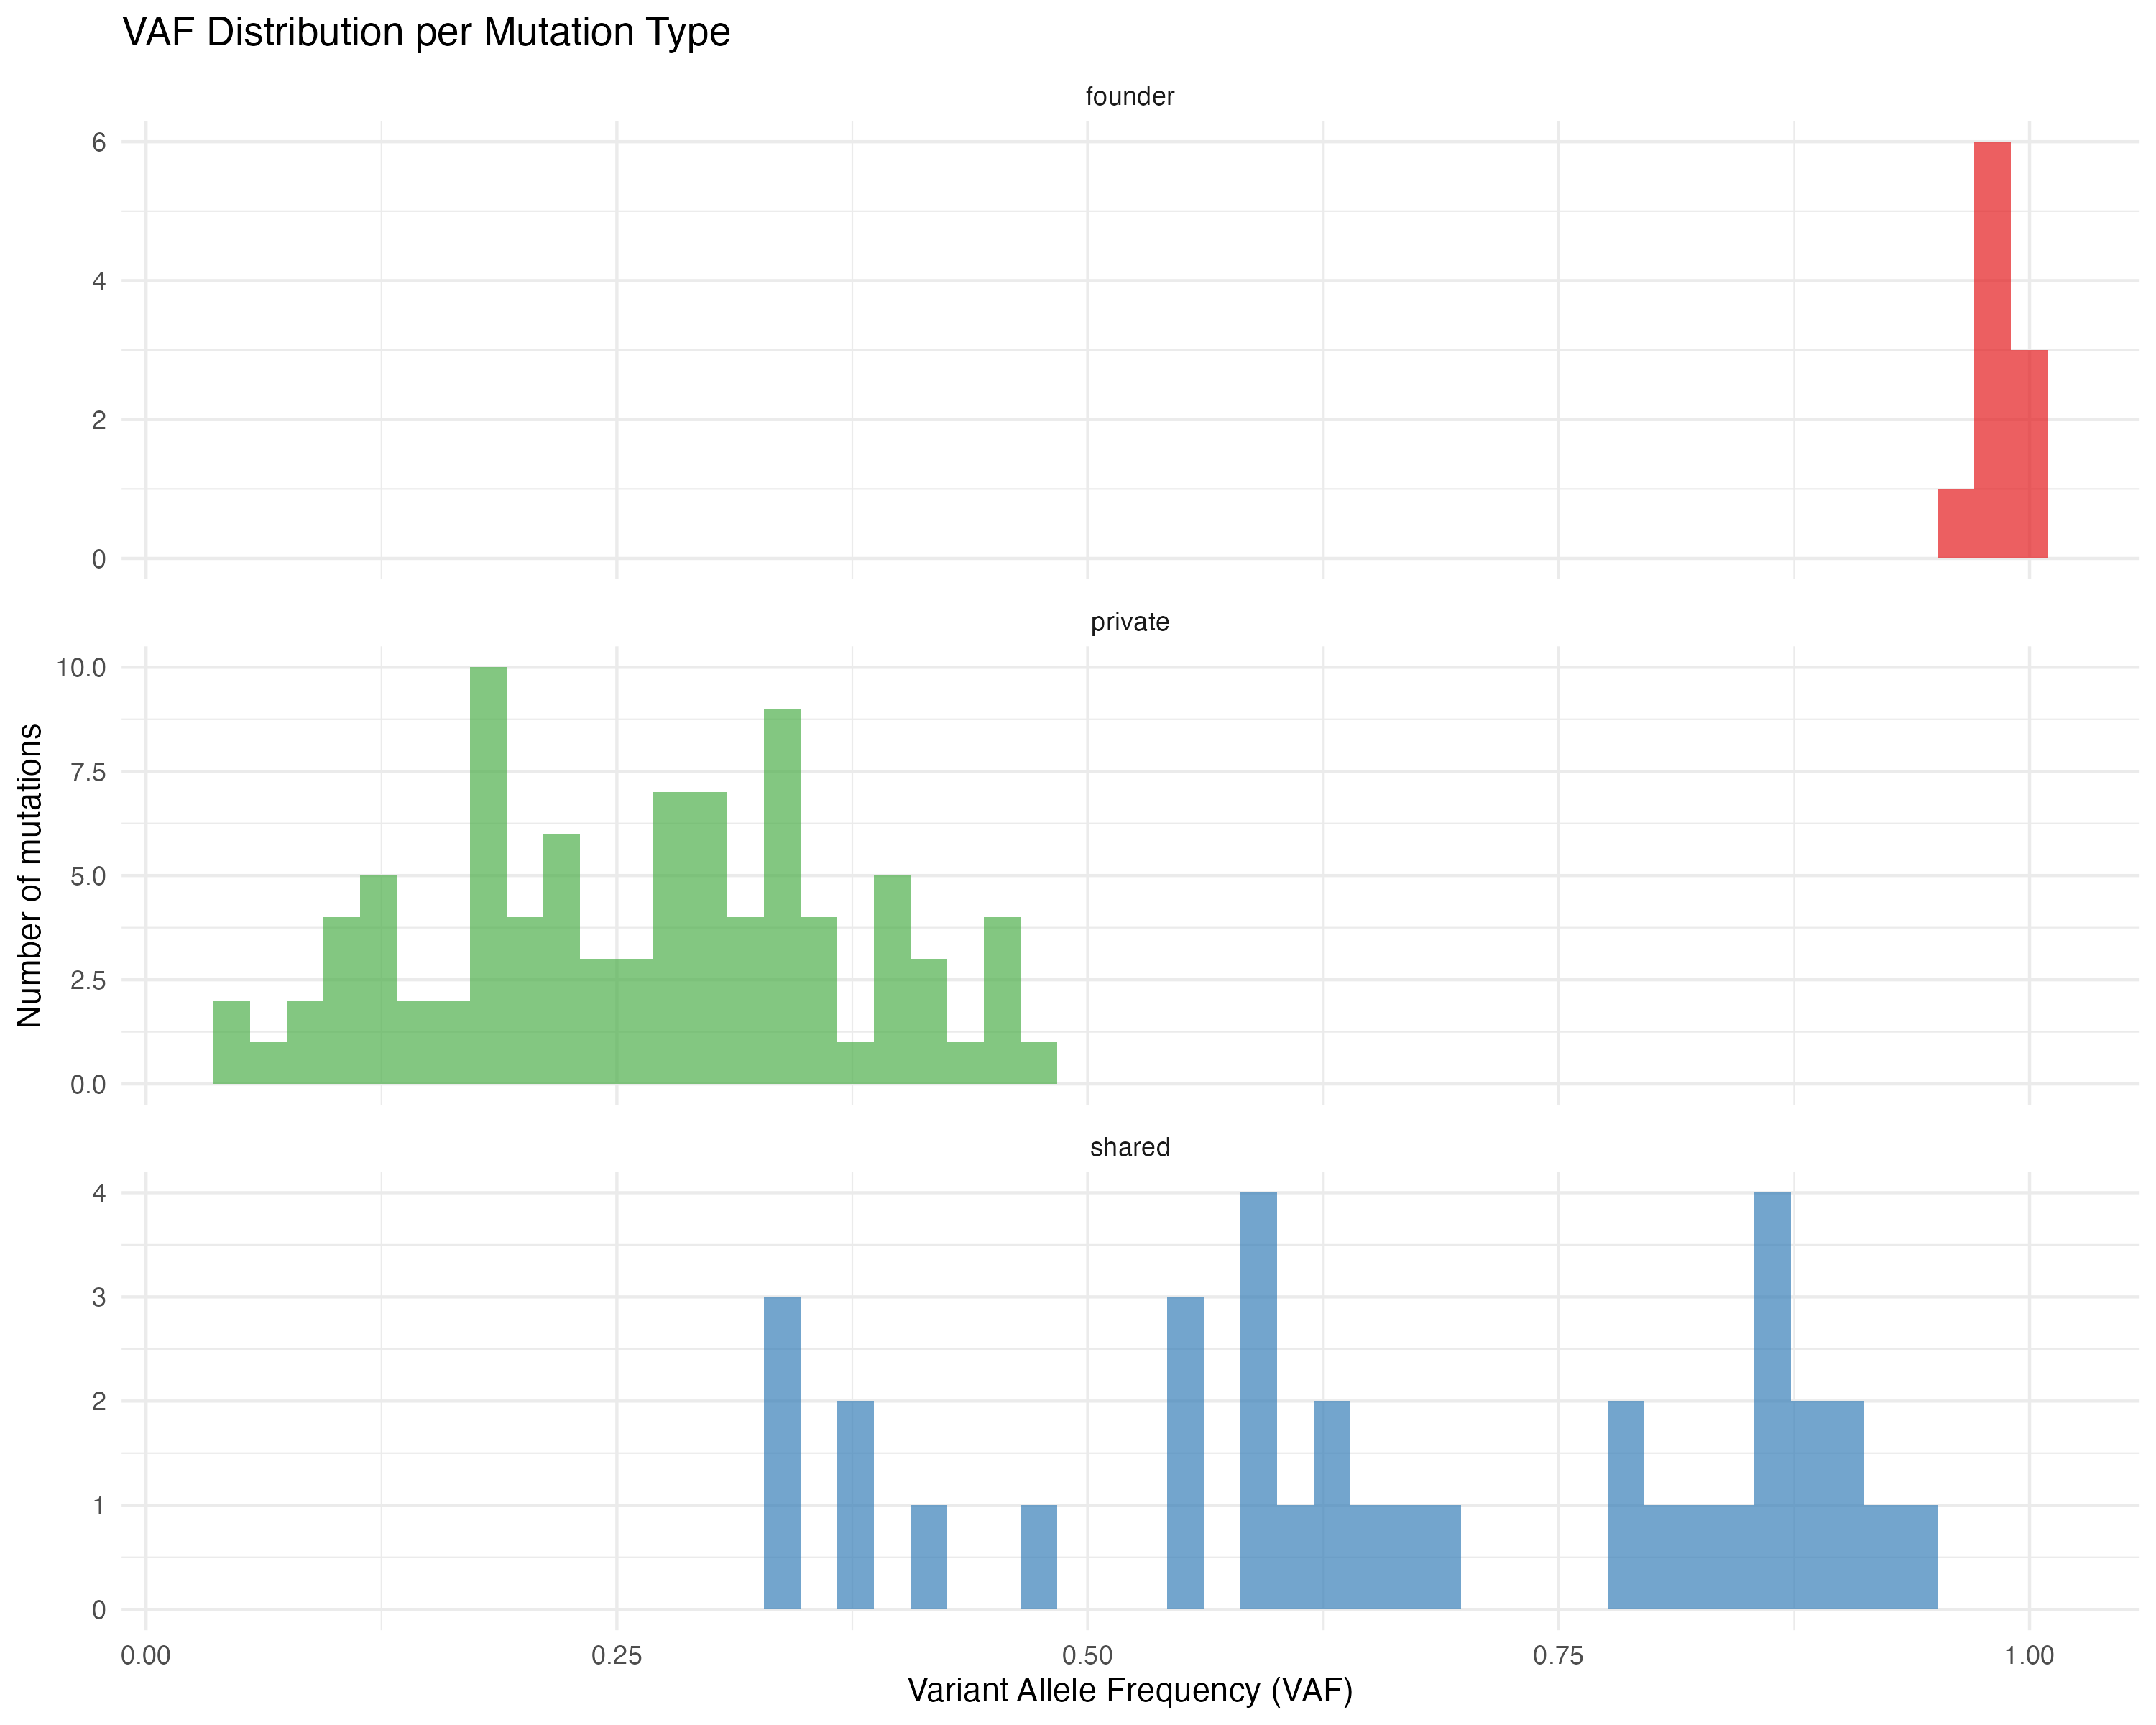 VAF Distribution per Mutation Type
founder
6
4
2
0
private
10.0
7.5
5.0
2.5
0.0
Number of mutations
shared
4
3
2
1
0
0.00 0.25 0.50 0.75 1.00
Variant Allele Frequency (VAF)